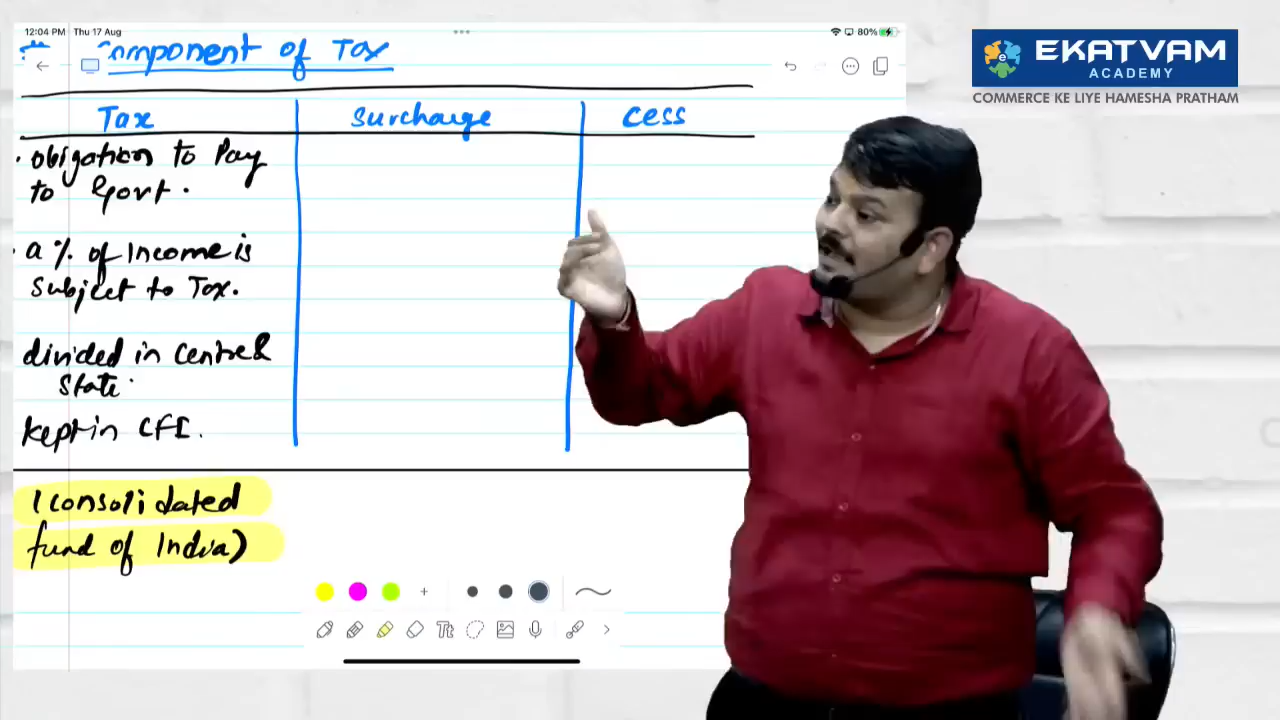 12:04 PM Thu 17 Aug
80%
Component of Tax
EKATVAM
ACADEMY
COMMERCE KE LIYE HAMESHA PRATHAM
Tax
Surcharge
Cess
· obigation to Pay
to Govt.
· a % of Income is
Subject to Tax.
divided in Centre &
State.
kept in CFI.
(Consolidated
fund of India)
Tt